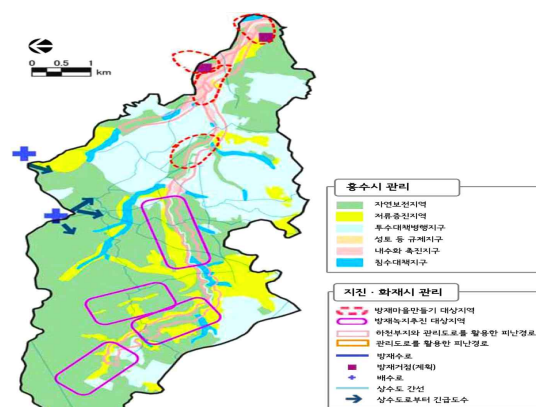 0 0.5 1
km
홍수시 관리
자연보전지역
저류증진지역
투수대책병행지구
성토 등 규제지구
내수화 촉진지구
침수대책지구
지진 · 화재시 관리
방재마을만들기 대상지역
방재녹지추진 대상지역
하천부지와 관리도로를 활용한 피난경로
관리도로를 활용한 피난경로
방재수로
방재거점(계획)
배수로
상수도 간선
상수도로부터 긴급도수